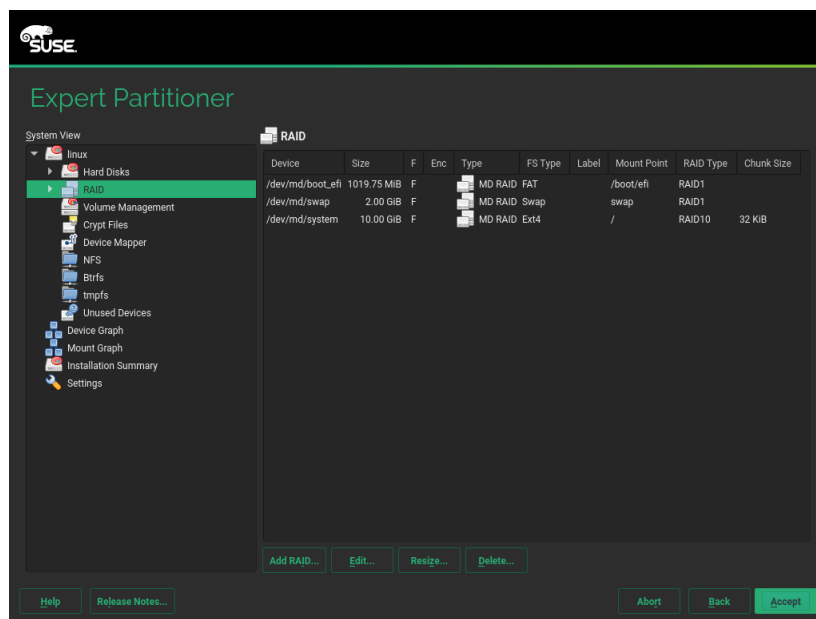 SUSE
Expert Partitioner
System View
RAID
linux
Hard Disks
RAID
Volume Management
Crypt Files
Device Mapper
NFS
Btrfs
tmpfs
Unused Devices
Device Graph
Mount Graph
Installation Summary
Settings
Device Size F Enc Type FS Type Label Mount Point RAID Type Chunk Size
/dev/md/boot_efi 1019.75 MiB F MD RAID FAT /boot/efi RAID1
/dev/md/swap 2.00 GiB F MD RAID Swap swap RAID1
/dev/md/system 10.00 GiB F MD RAID Ext4 / RAID10 32 KiB
Add RAID... Edit... Resize... Delete...
Help Release Notes... Abort Back Accept